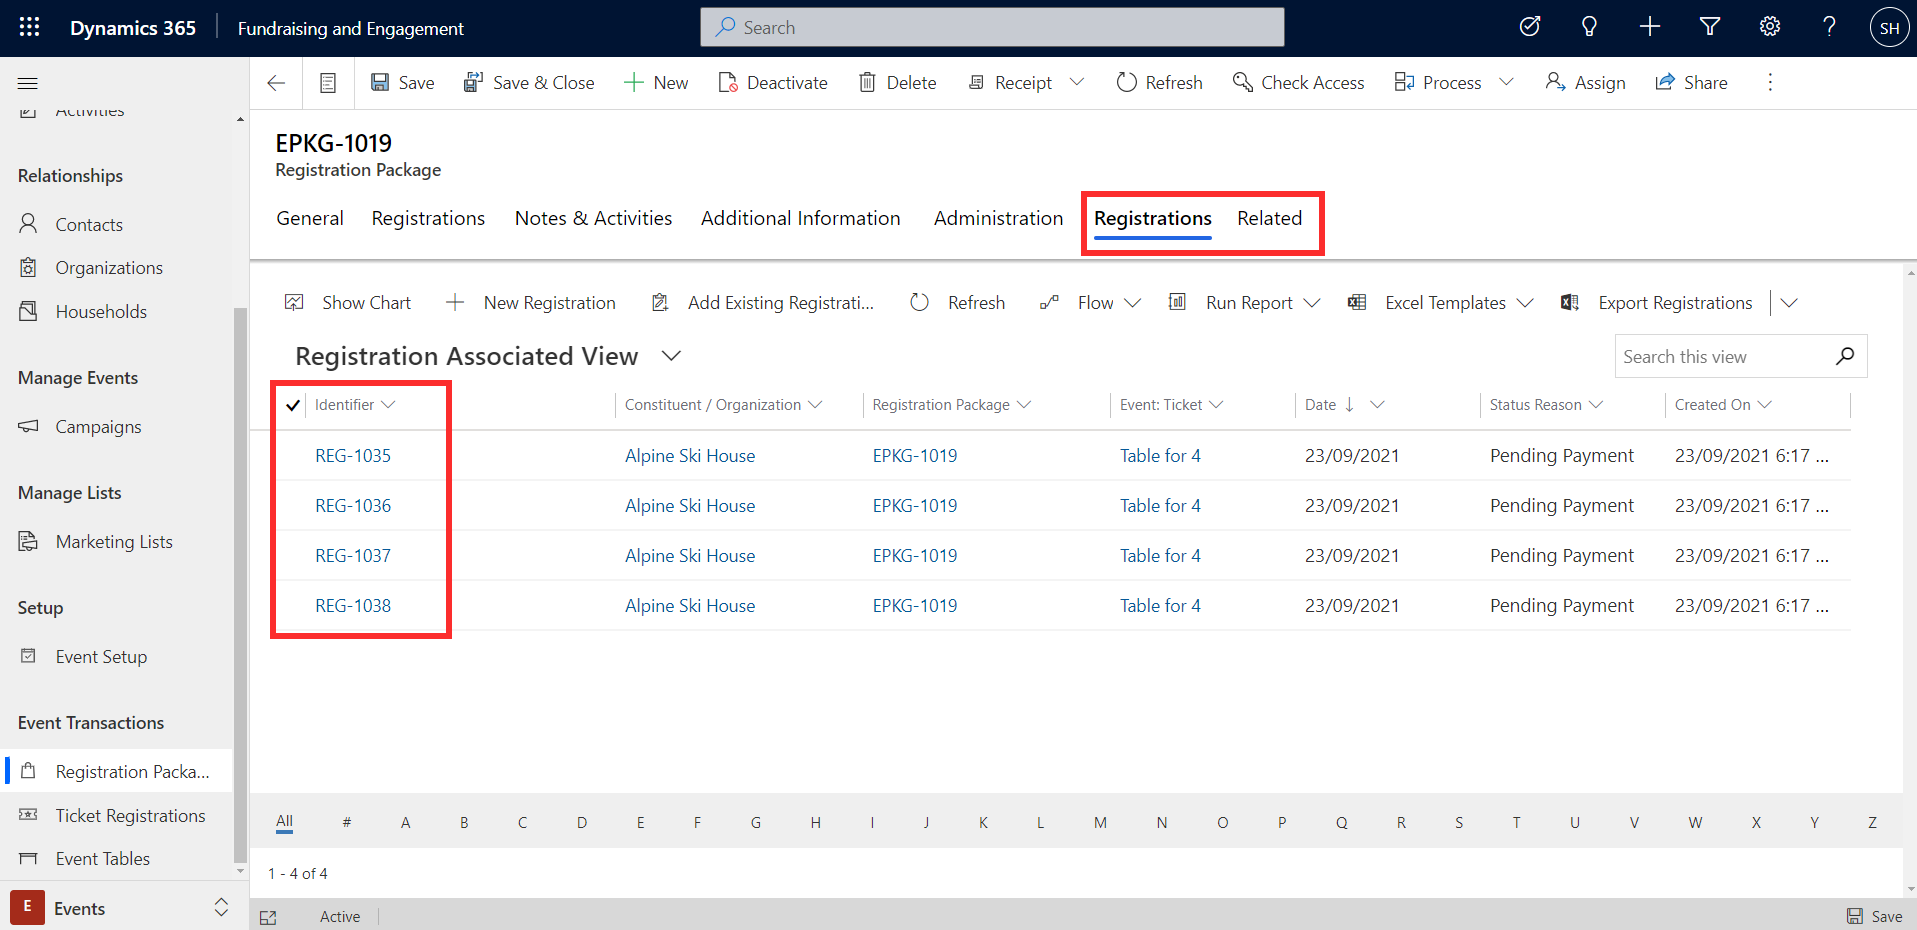 Dynamics 365 Fundraising and Engagement Search SH
Save Save & Close New Deactivate Delete Receipt Refresh Check Access Process Assign Share
Activities
Relationships
Contacts
Organizations
Households
Manage Events
Campaigns
Manage Lists
Marketing Lists
Setup
Event Setup
Event Transactions
Registration Packa...
Ticket Registrations
Event Tables
E Events
EPKG-1019
Registration Package
General Registrations Notes & Activities Additional Information Administration Registrations Related
Show Chart New Registration Add Existing Registrati... Refresh Flow Run Report Excel Templates Export Registrations
Registration Associated View Search this view
Identifier Constituent / Organization Registration Package Event: Ticket Date ↓ Status Reason Created On
REG-1035 Alpine Ski House EPKG-1019 Table for 4 23/09/2021 Pending Payment 23/09/2021 6:17 ...
REG-1036 Alpine Ski House EPKG-1019 Table for 4 23/09/2021 Pending Payment 23/09/2021 6:17 ...
REG-1037 Alpine Ski House EPKG-1019 Table for 4 23/09/2021 Pending Payment 23/09/2021 6:17 ...
REG-1038 Alpine Ski House EPKG-1019 Table for 4 23/09/2021 Pending Payment 23/09/2021 6:17 ...
All # A B C D E F G H I J K L M N O P Q R S T U V W X Y Z
1 - 4 of 4
Active Save